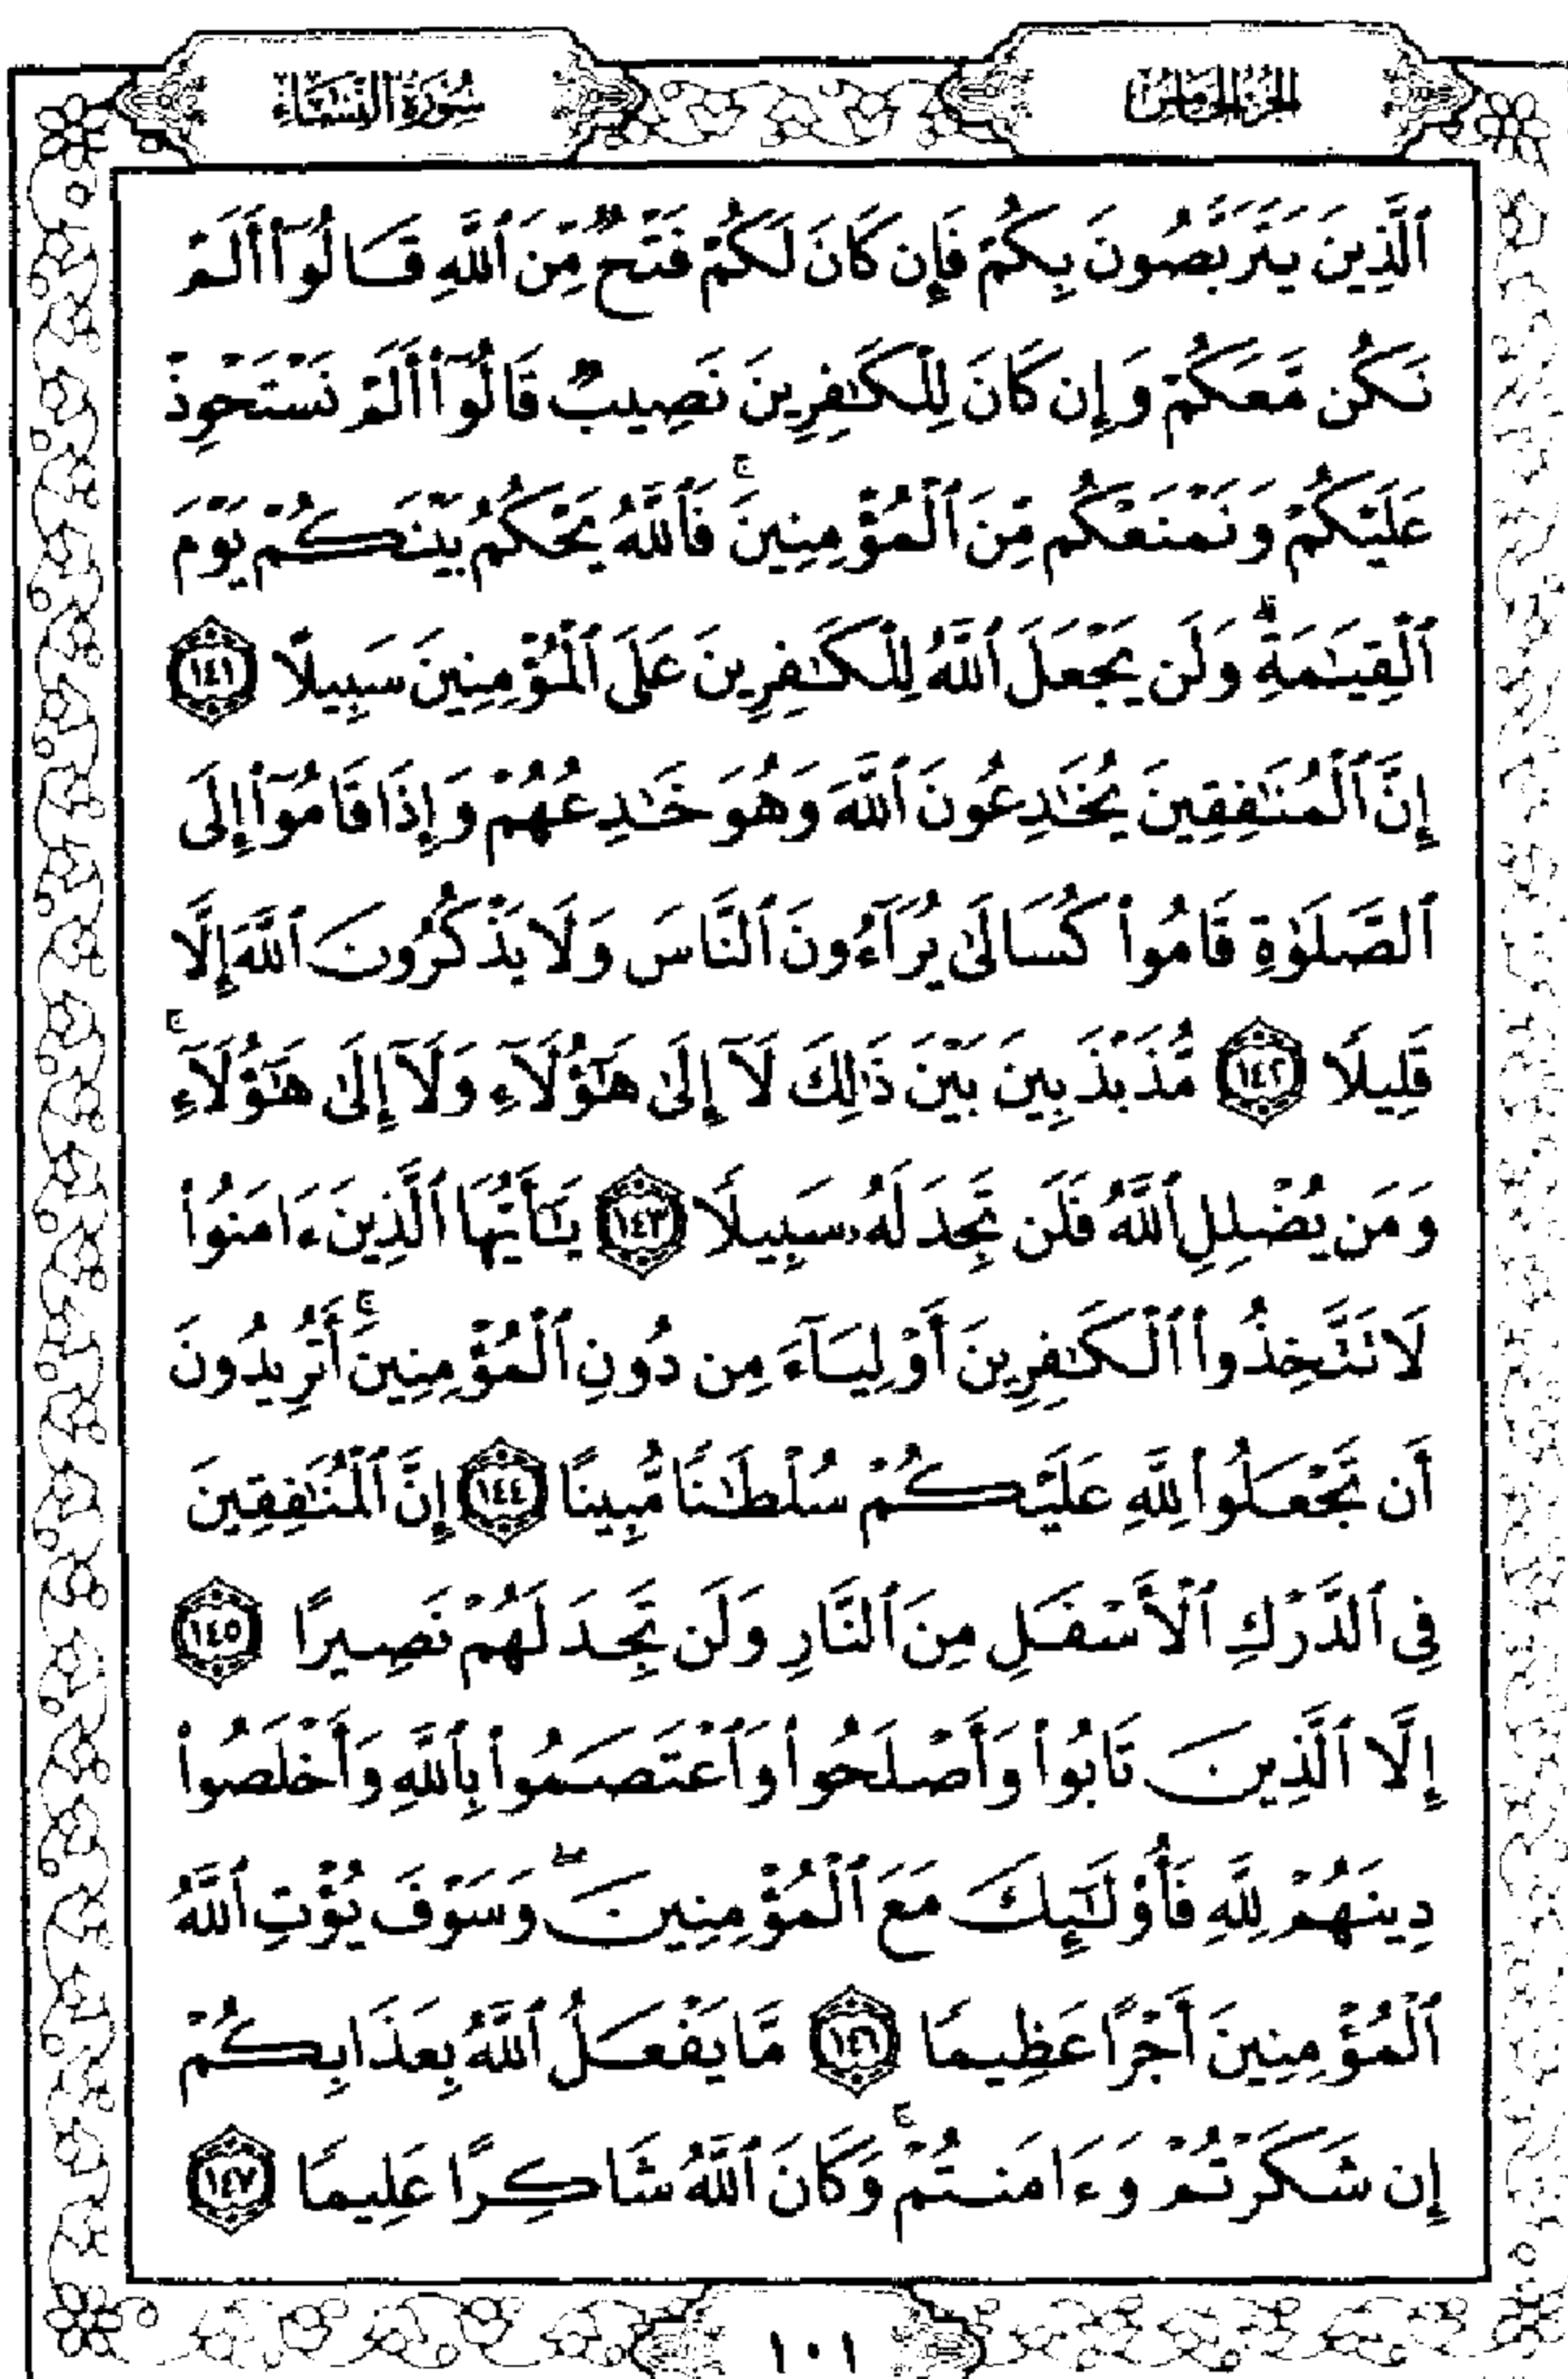 الجزء الخامس
سورة النساء
ٱلَّذِينَ يَتَرَبَّصُونَ بِكُمْ فَإِن كَانَ لَكُمْ فَتْحٌ مِّنَ ٱللَّهِ قَالُوٓا۟ أَلَمْ
نَكُن مَّعَكُمْ وَإِن كَانَ لِلْكَٰفِرِينَ نَصِيبٌ قَالُوٓا۟ أَلَمْ نَسْتَحْوِذْ
عَلَيْكُمْ وَنَمْنَعْكُم مِّنَ ٱلْمُؤْمِنِينَ ۚ فَٱللَّهُ يَحْكُمُ بَيْنَكُمْ يَوْمَ
ٱلْقِيَٰمَةِ ۗ وَلَن يَجْعَلَ ٱللَّهُ لِلْكَٰفِرِينَ عَلَى ٱلْمُؤْمِنِينَ سَبِيلًا ١٤١
إِنَّ ٱلْمُنَٰفِقِينَ يُخَٰدِعُونَ ٱللَّهَ وَهُوَ خَٰدِعُهُمْ وَإِذَا قَامُوٓا۟ إِلَى
ٱلصَّلَوٰةِ قَامُوا۟ كُسَالَىٰ يُرَآءُونَ ٱلنَّاسَ وَلَا يَذْكُرُونَ ٱللَّهَ إِلَّا
قَلِيلًا ١٤٢ مُّذَبْذَبِينَ بَيْنَ ذَٰلِكَ لَآ إِلَىٰ هَٰٓؤُلَآءِ وَلَآ إِلَىٰ هَٰٓؤُلَآءِ ۚ
وَمَن يُضْلِلِ ٱللَّهُ فَلَن تَجِدَ لَهُۥ سَبِيلًا ١٤٣ يَٰٓأَيُّهَا ٱلَّذِينَ ءَامَنُوا۟
لَا تَتَّخِذُوا۟ ٱلْكَٰفِرِينَ أَوْلِيَآءَ مِن دُونِ ٱلْمُؤْمِنِينَ ۚ أَتُرِيدُونَ
أَن تَجْعَلُوا۟ لِلَّهِ عَلَيْكُمْ سُلْطَٰنًا مُّبِينًا ١٤٤ إِنَّ ٱلْمُنَٰفِقِينَ
فِى ٱلدَّرْكِ ٱلْأَسْفَلِ مِنَ ٱلنَّارِ وَلَن تَجِدَ لَهُمْ نَصِيرًا ١٤٥
إِلَّا ٱلَّذِينَ تَابُوا۟ وَأَصْلَحُوا۟ وَٱعْتَصَمُوا۟ بِٱللَّهِ وَأَخْلَصُوا۟
دِينَهُمْ لِلَّهِ فَأُو۟لَٰٓئِكَ مَعَ ٱلْمُؤْمِنِينَ ۖ وَسَوْفَ يُؤْتِ ٱللَّهُ
ٱلْمُؤْمِنِينَ أَجْرًا عَظِيمًا ١٤٦ مَّا يَفْعَلُ ٱللَّهُ بِعَذَابِكُمْ
إِن شَكَرْتُمْ وَءَامَنتُمْ ۚ وَكَانَ ٱللَّهُ شَاكِرًا عَلِيمًا ١٤٧
١٠١